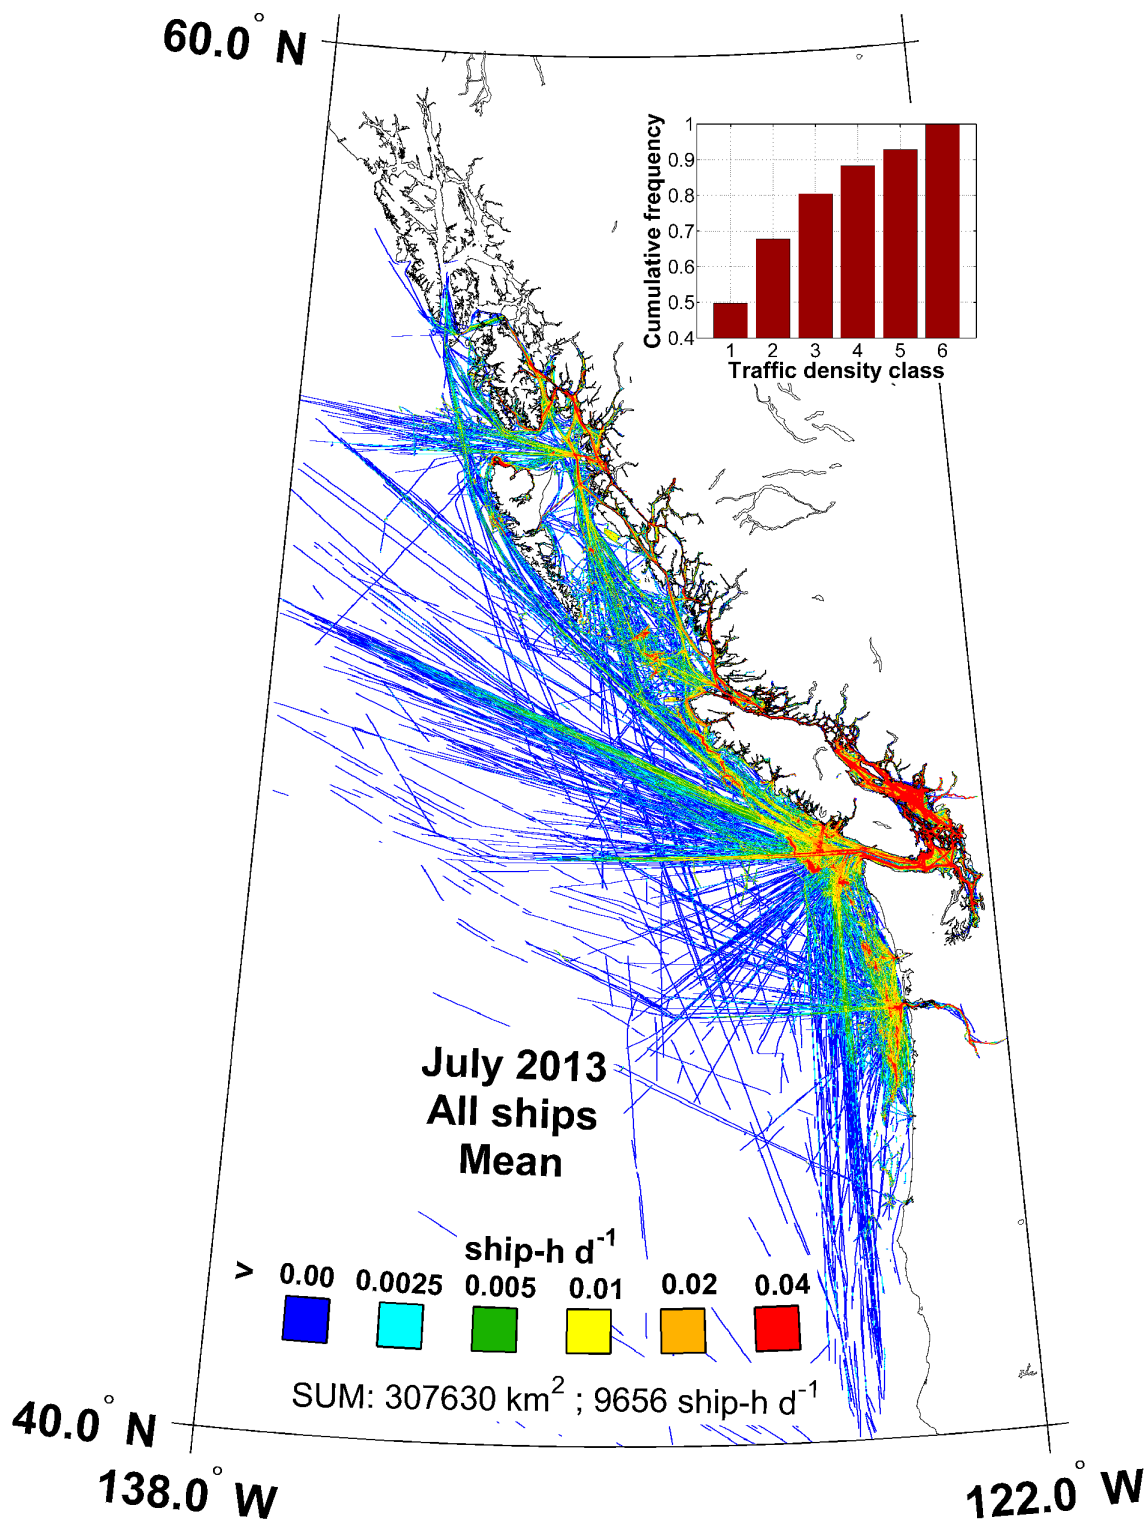 60.0° N
Cumulative frequency
1
0.9
0.8
0.7
0.6
0.5
0.4
1 2 3 4 5 6
Traffic density class
July 2013
All ships
Mean
ship-h d⁻¹
> 0.00 0.0025 0.005 0.01 0.02 0.04
SUM: 307630 km² ; 9656 ship-h d⁻¹
40.0° N
138.0° W
122.0° W